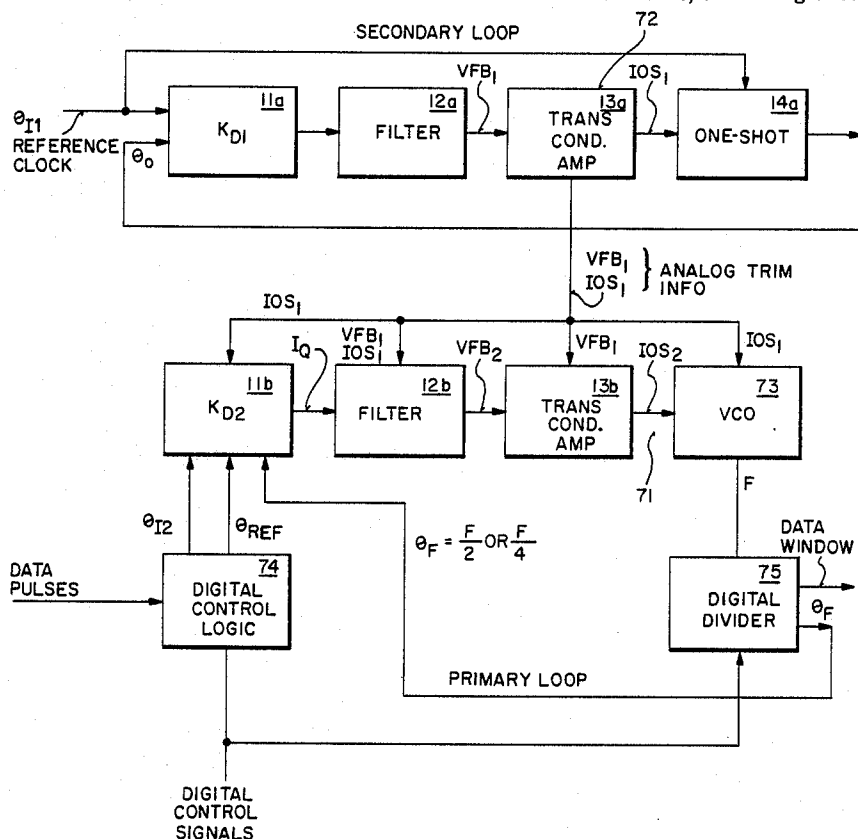 SECONDARY LOOP
72
θI1
REFERENCE
CLOCK
θo
11a
KD1
12a
FILTER
VFB1
13a
TRANS
COND.
AMP
IOS1
14a
ONE-SHOT
VFB1
IOS1
} ANALOG TRIM
INFO
IOS1
VFB1
IOS1
VFB1
IOS1
11b
KD2
IQ
12b
FILTER
VFB2
13b
TRANS
COND.
AMP
IOS2
71
73
VCO
F
θI2
θREF
θF = F/2 OR F/4
DATA
PULSES
74
DIGITAL
CONTROL
LOGIC
75
DIGITAL
DIVIDER
DATA
WINDOW
θF
PRIMARY LOOP
DIGITAL
CONTROL
SIGNALS